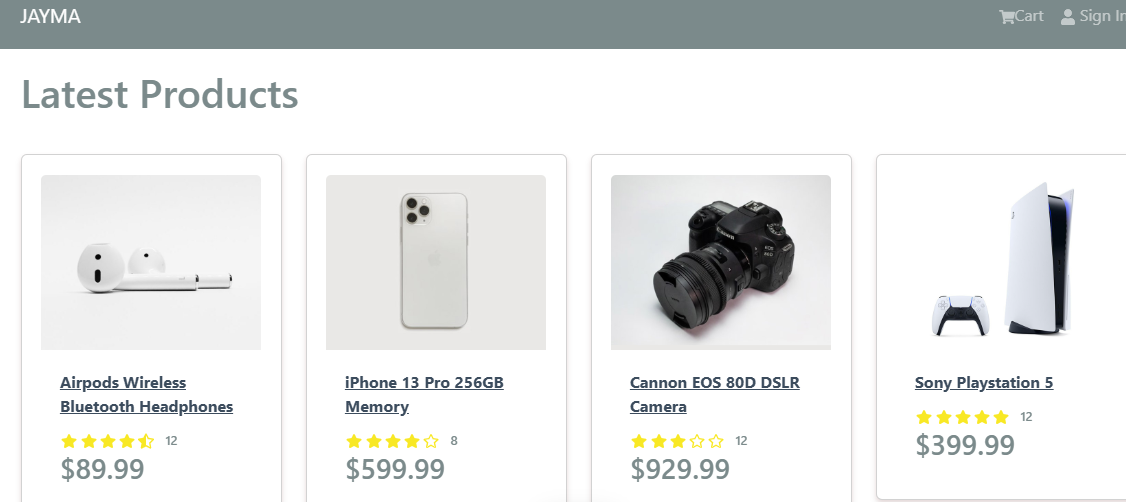 JAYMA
Cart
Sign In
Latest Products
Airpods Wireless
Bluetooth Headphones
12
$89.99
iPhone 13 Pro 256GB
Memory
8
$599.99
Cannon EOS 80D DSLR
Camera
12
$929.99
Sony Playstation 5
12
$399.99